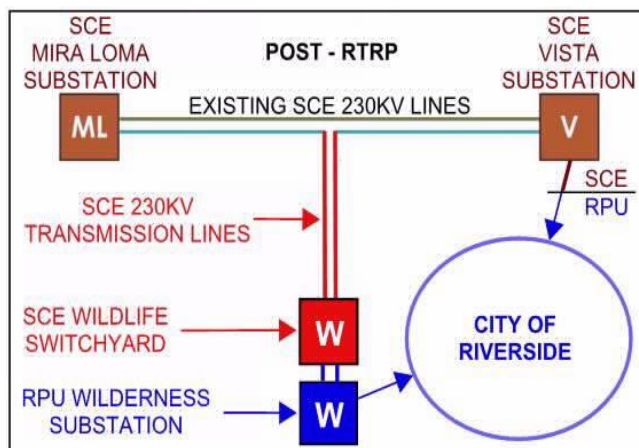 SCE
MIRA LOMA
SUBSTATION
POST - RTRP
SCE
VISTA
SUBSTATION
EXISTING SCE 230KV LINES
ML
V
SCE
RPU
SCE 230KV
TRANSMISSION LINES
SCE WILDLIFE
SWITCHYARD
W
CITY OF
RIVERSIDE
RPU WILDERNESS
SUBSTATION
W